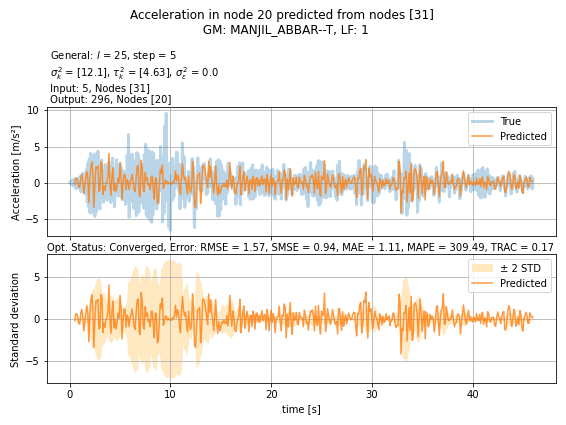 Acceleration in node 20 predicted from nodes [31]
GM: MANJIL_ABBAR--T, LF: 1
General: l = 25, step = 5
σ²ₖ = [12.1], τ²ₖ = [4.63], σ²ε = 0.0
Input: 5, Nodes [31]
Output: 296, Nodes [20]
Acceleration [m/s²]
10
5
0
−5
True
Predicted
Opt. Status: Converged, Error: RMSE = 1.57, SMSE = 0.94, MAE = 1.11, MAPE = 309.49, TRAC = 0.17
Standard deviation
5
0
−5
± 2 STD
Predicted
0 10 20 30 40
time [s]